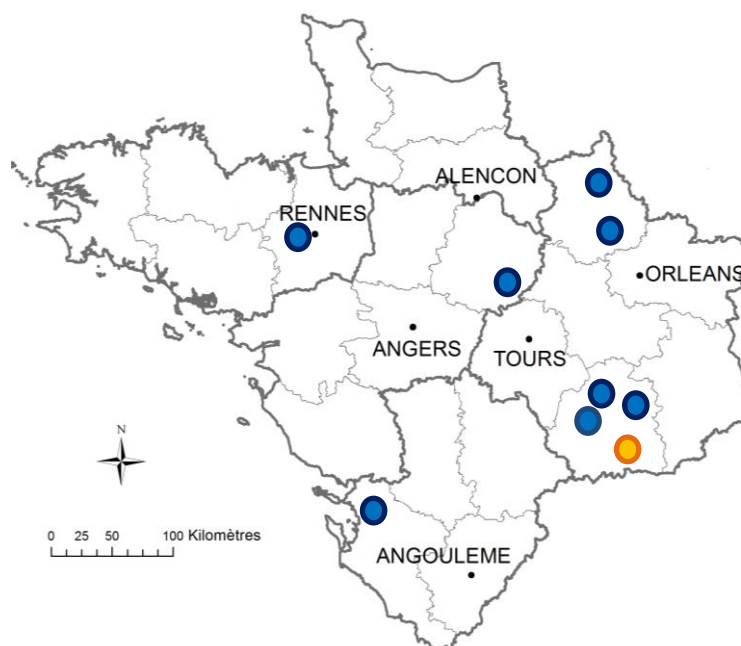 ALENCON
RENNES
ORLEANS
ANGERS
TOURS
N
0 25 50 100 Kilomètres
ANGOULEME